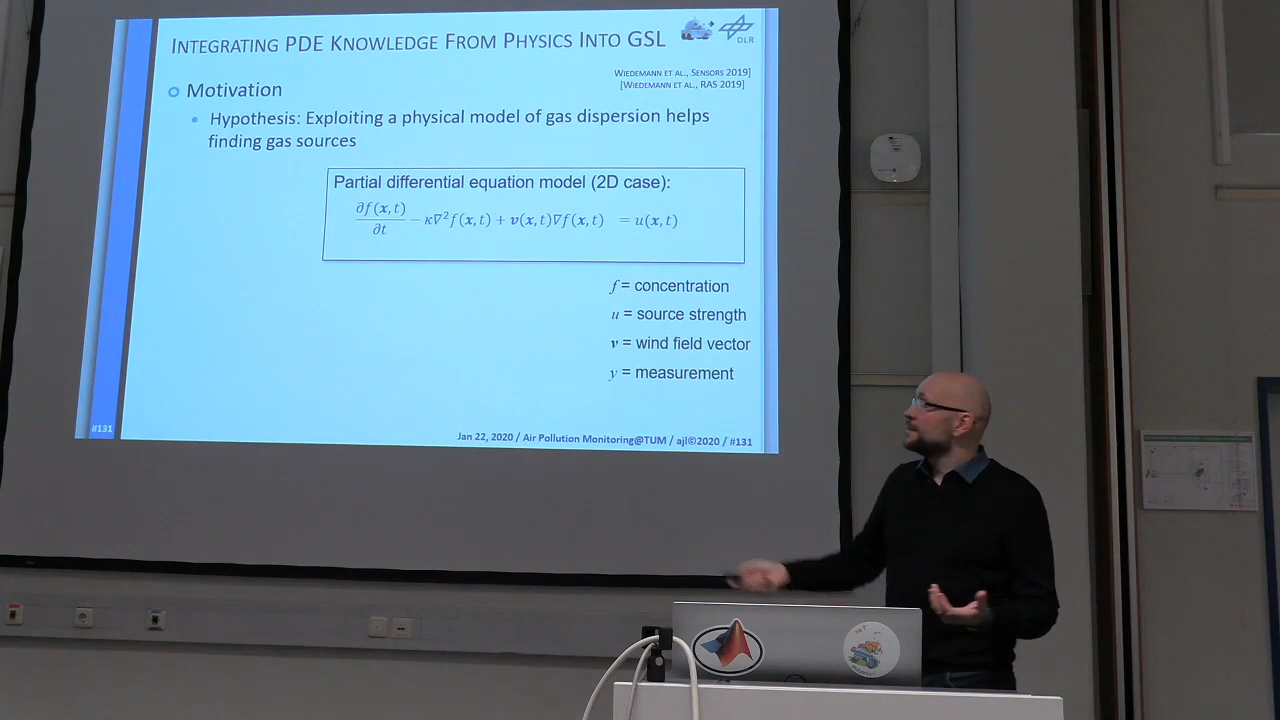 INTEGRATING PDE KNOWLEDGE FROM PHYSICS INTO GSL
DLR
WIEDEMANN ET AL., SENSORS 2019]
[WIEDEMANN ET AL., RAS 2019]
Motivation
Hypothesis: Exploiting a physical model of gas dispersion helps
finding gas sources
Partial differential equation model (2D case):
∂f(x,t)/∂t − κ∇²f(x,t) + v(x,t)∇f(x,t) = u(x,t)
f = concentration
u = source strength
v = wind field vector
y = measurement
#131
Jan 22, 2020 / Air Pollution Monitoring@TUM / ajl©2020 / #131